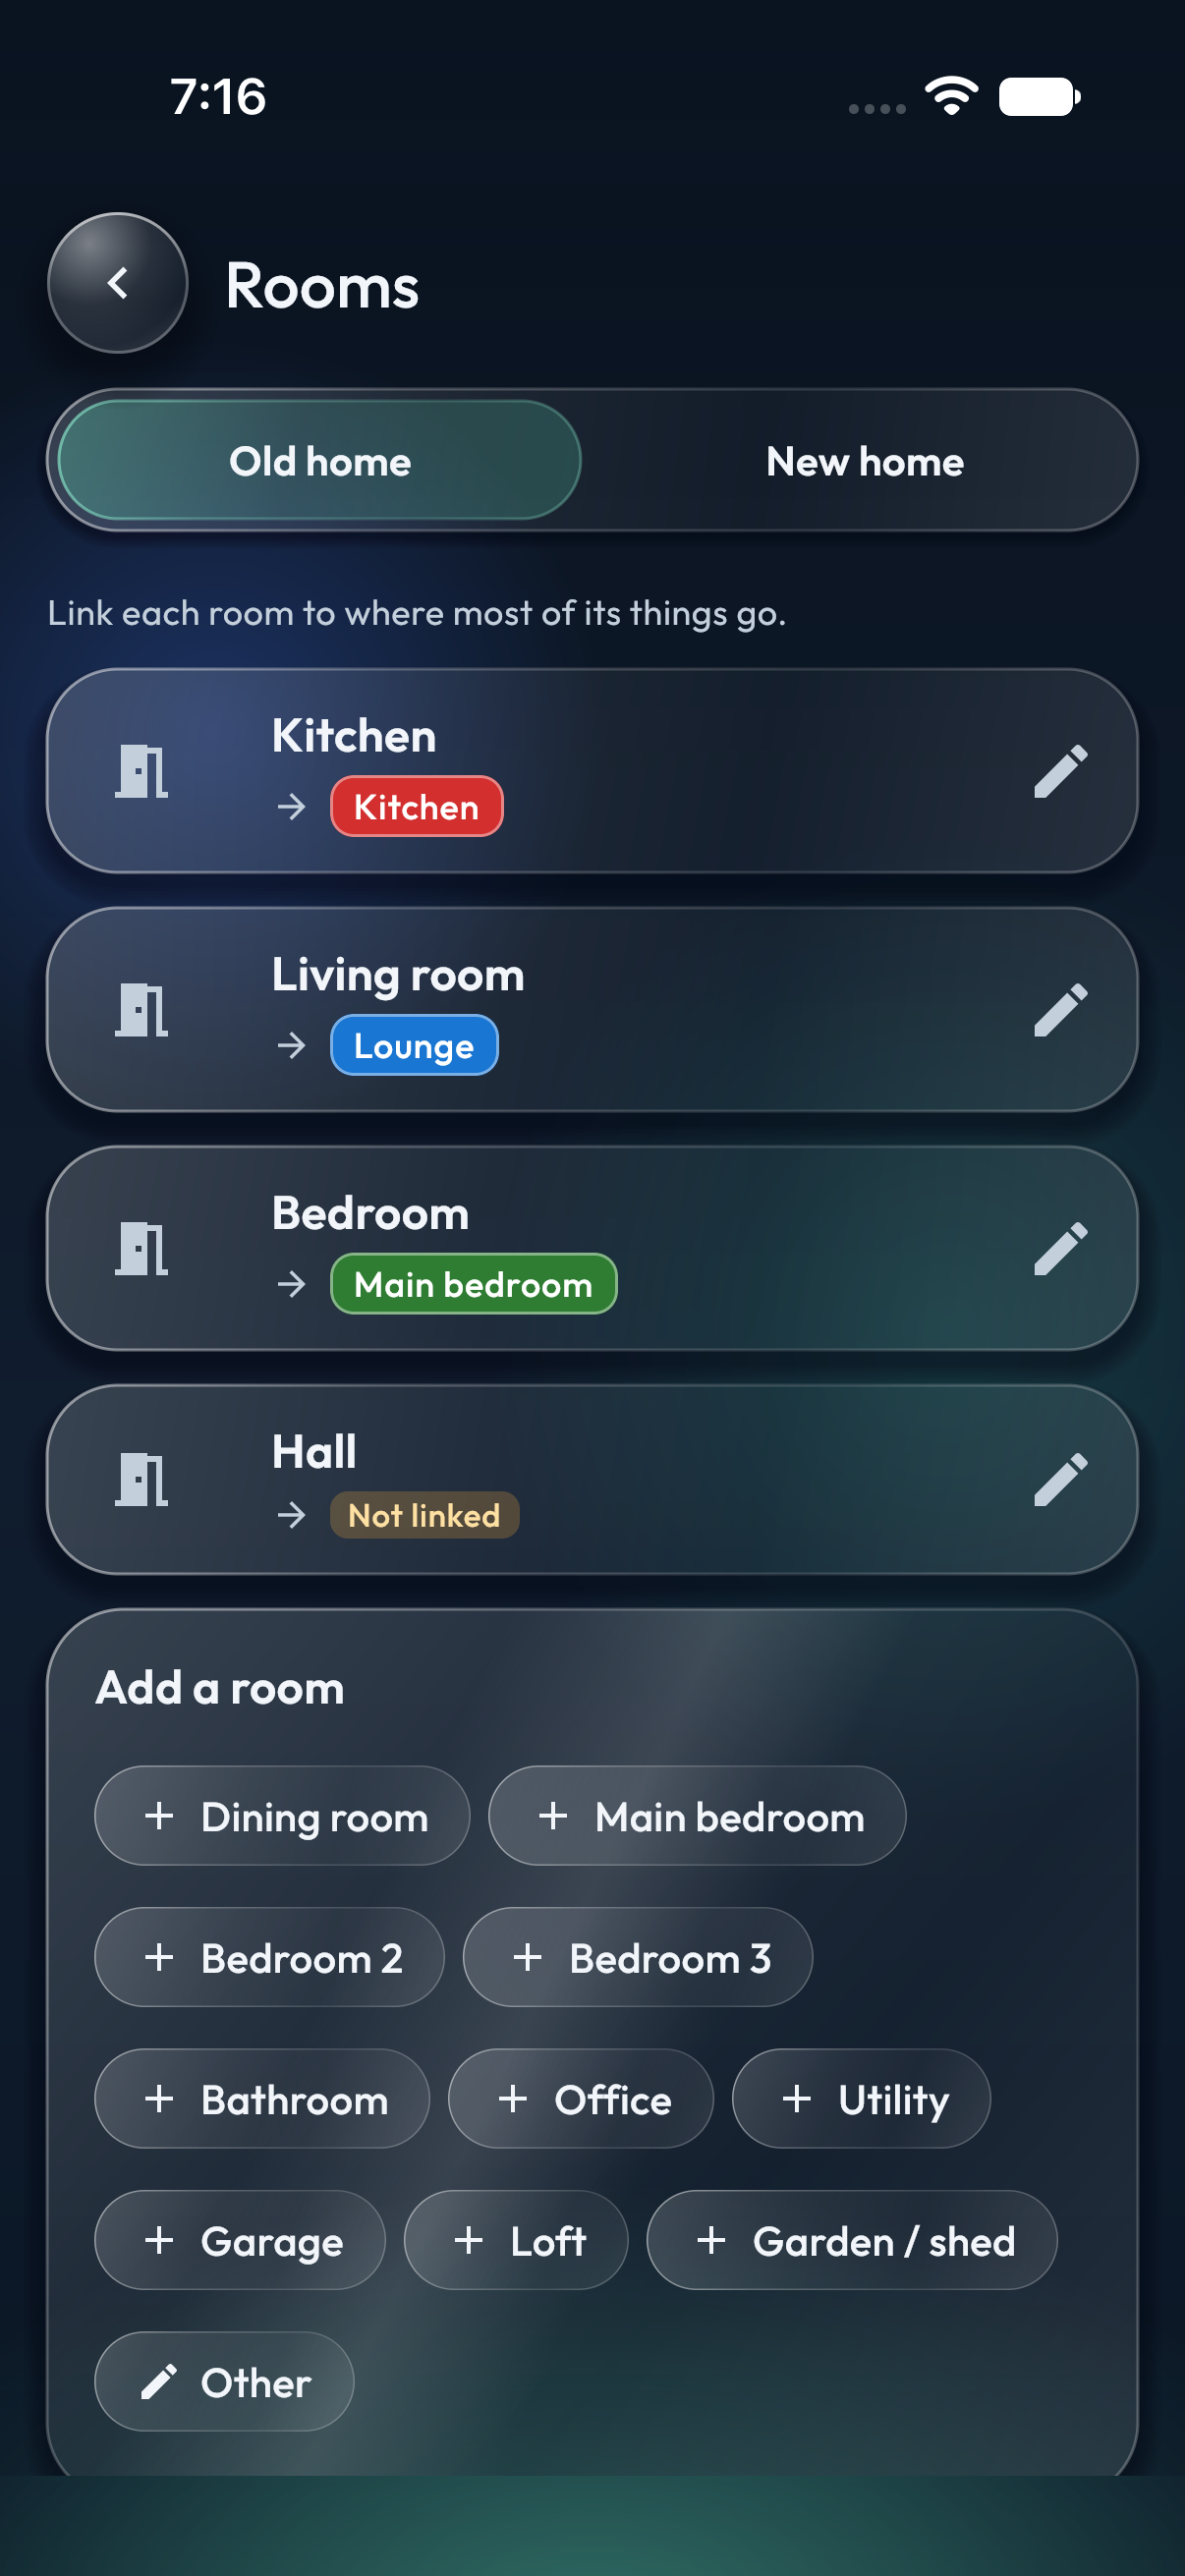 7:16
Rooms
Old home
New home
Link each room to where most of its things go.
Kitchen
→ Kitchen
Living room
→ Lounge
Bedroom
→ Main bedroom
Hall
→ Not linked
Add a room
+ Dining room
+ Main bedroom
+ Bedroom 2
+ Bedroom 3
+ Bathroom
+ Office
+ Utility
+ Garage
+ Loft
+ Garden / shed
Other